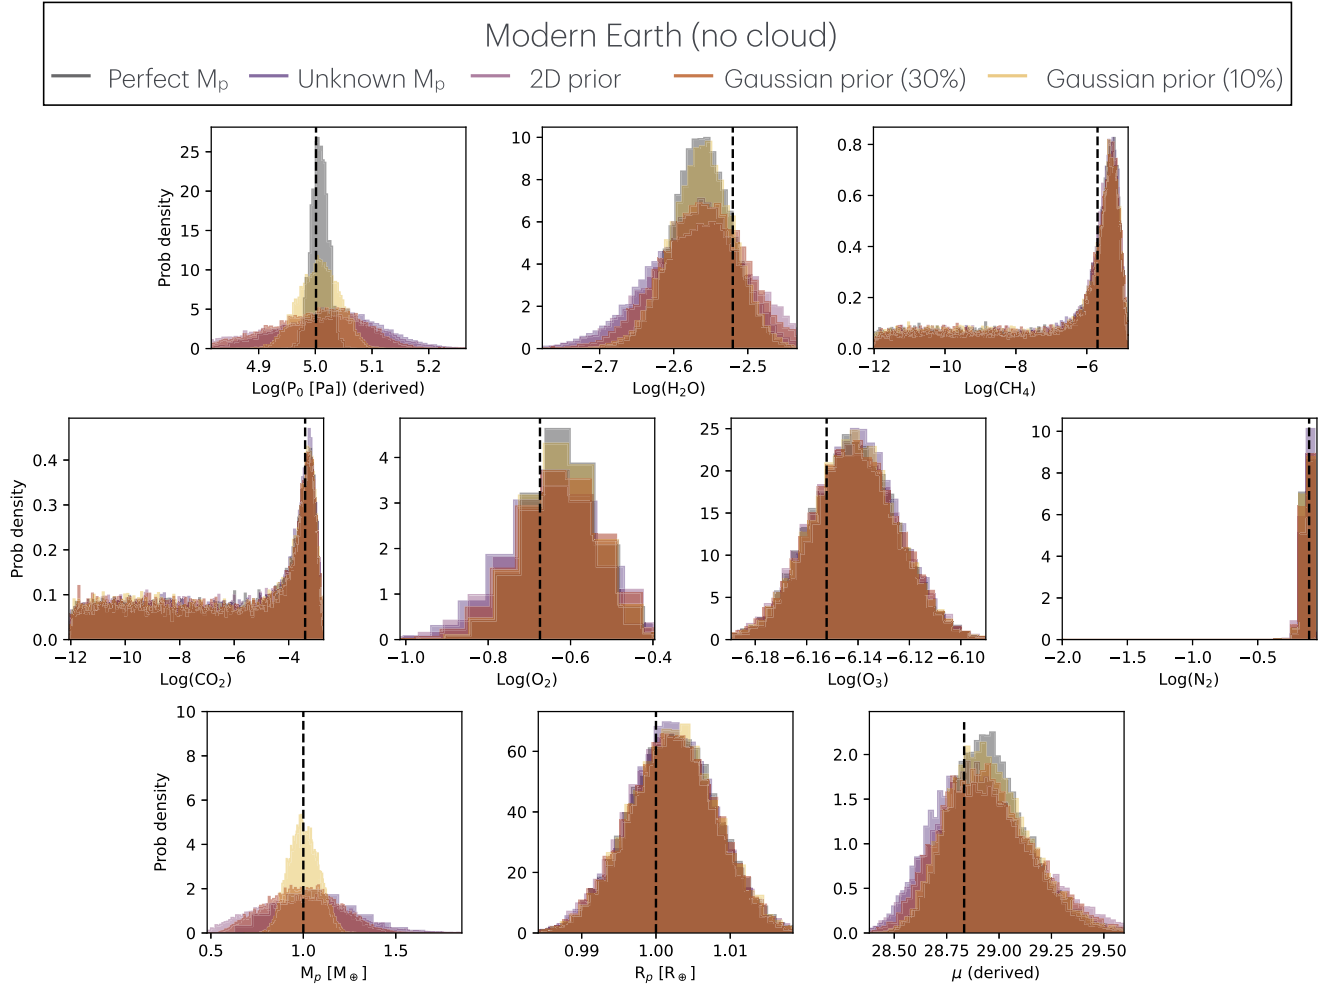 Modern Earth (no cloud)
Perfect Mₚ Unknown Mₚ 2D prior Gaussian prior (30%) Gaussian prior (10%)
Prob density
25
20
15
10
5
0
4.9 5.0 5.1 5.2
Log(P₀ [Pa]) (derived)
10
8
6
4
2
0
−2.7 −2.6 −2.5
Log(H₂O)
0.8
0.6
0.4
0.2
0.0
−12 −10 −8 −6
Log(CH₄)
Prob density
0.4
0.3
0.2
0.1
0.0
−12 −10 −8 −6 −4
Log(CO₂)
4
3
2
1
0
−1.0 −0.8 −0.6 −0.4
Log(O₂)
25
20
15
10
5
0
−6.18 −6.16 −6.14 −6.12 −6.10
Log(O₃)
10
8
6
4
2
0
−2.0 −1.5 −1.0 −0.5
Log(N₂)
Prob density
10
8
6
4
2
0
0.5 1.0 1.5
Mₚ [M⊕]
60
40
20
0
0.99 1.00 1.01
Rₚ [R⊕]
2.0
1.5
1.0
0.5
0.0
28.50 28.75 29.00 29.25 29.50
μ (derived)